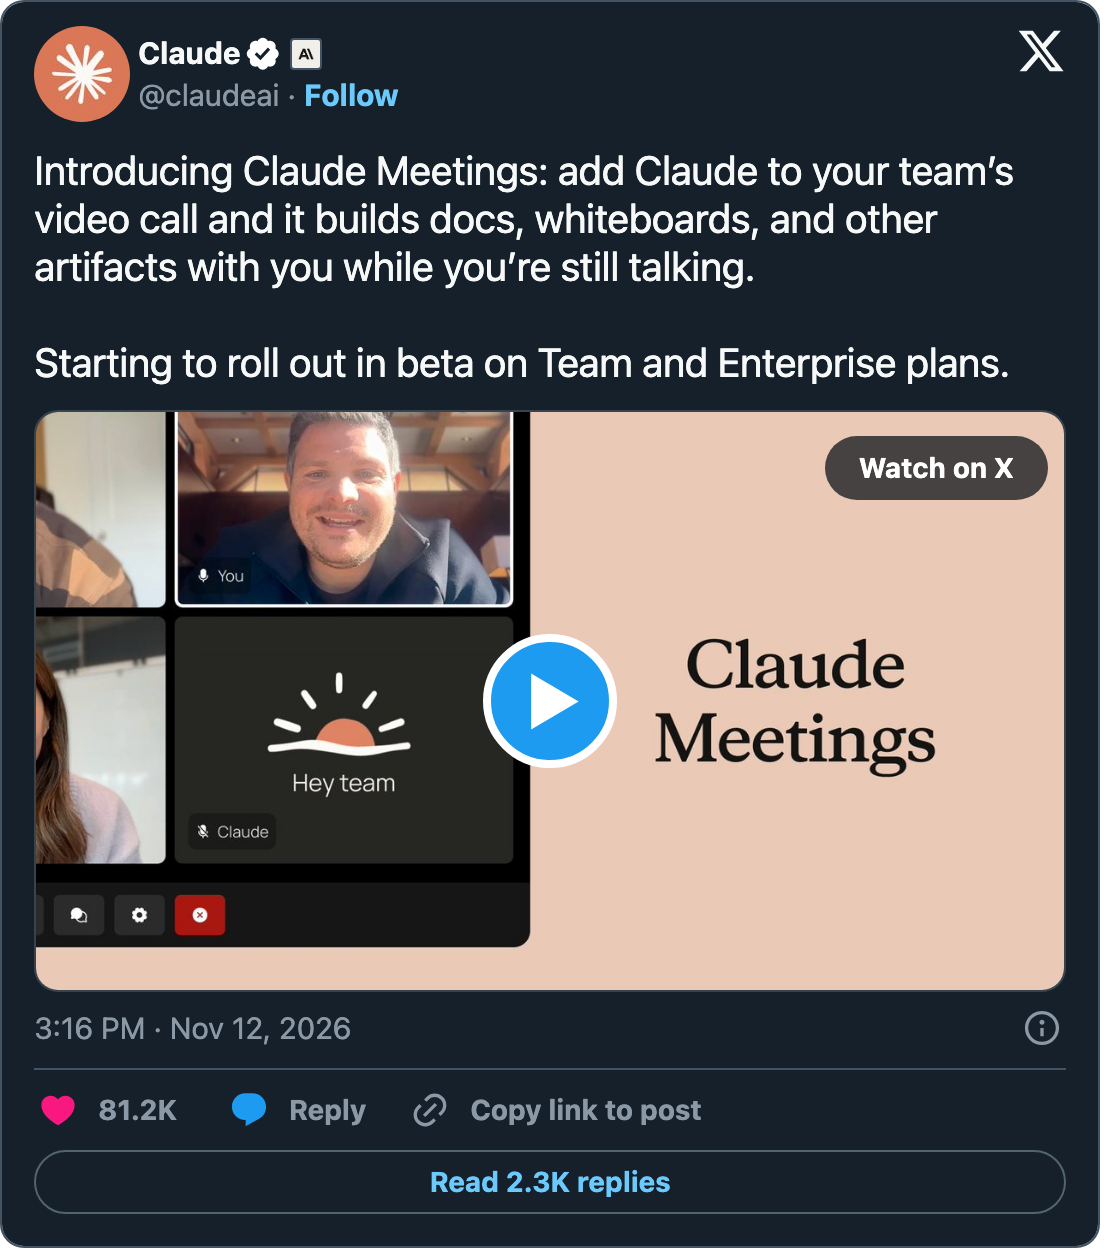 Claude
@claudeai · Follow
Introducing Claude Meetings: add Claude to your team’s
video call and it builds docs, whiteboards, and other
artifacts with you while you’re still talking.
Starting to roll out in beta on Team and Enterprise plans.
Watch on X
You
Hey team
Claude
Claude
Meetings
3:16 PM · Nov 12, 2026
81.2K Reply Copy link to post
Read 2.3K replies